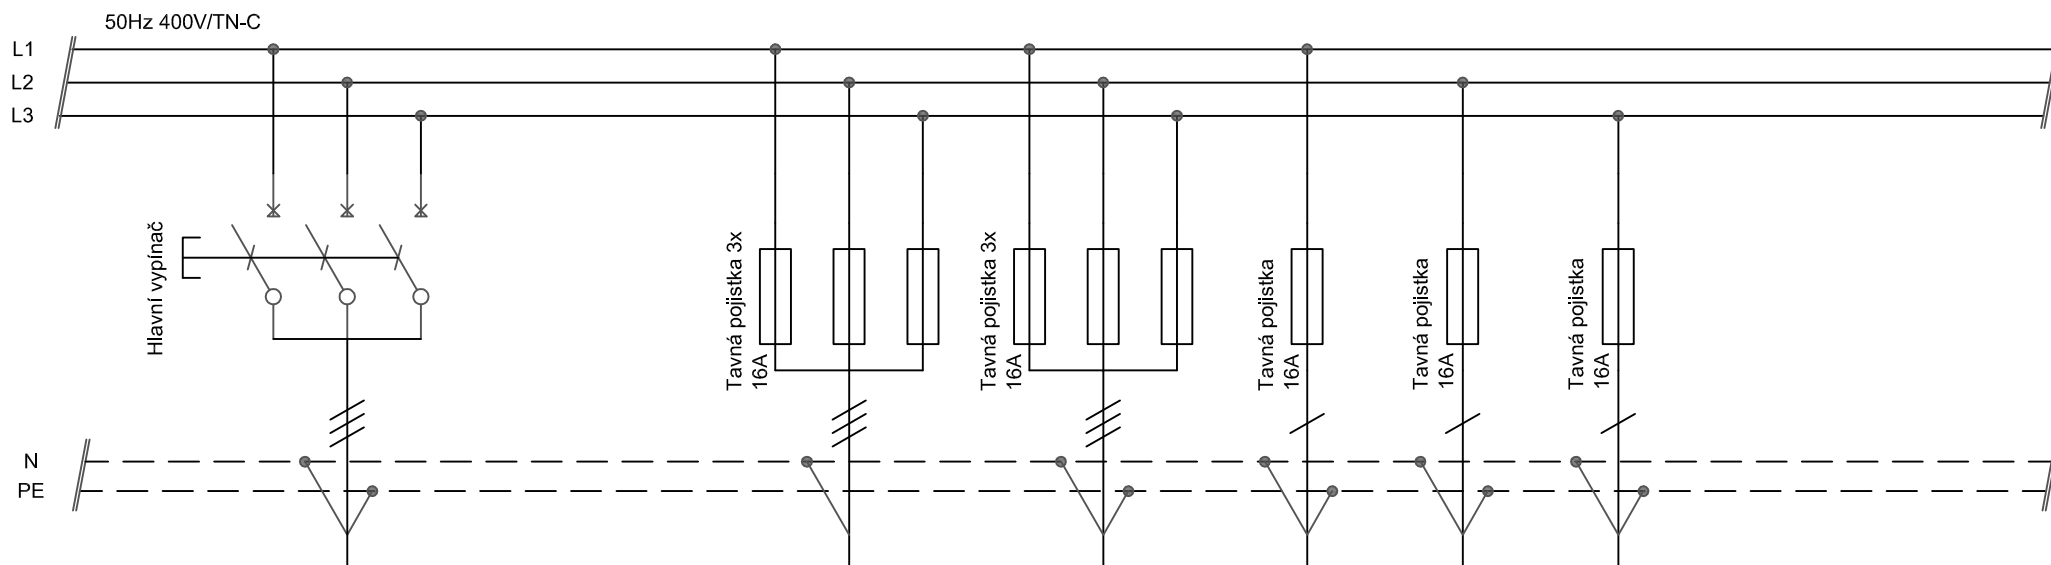 50Hz 400V/TN-C
L1
L2
L3
Hlavní vypínač
Tavná pojistka 3x
16A
Tavná pojistka 3x
16A
Tavná pojistka
16A
Tavná pojistka
16A
Tavná pojistka
16A
N
PE